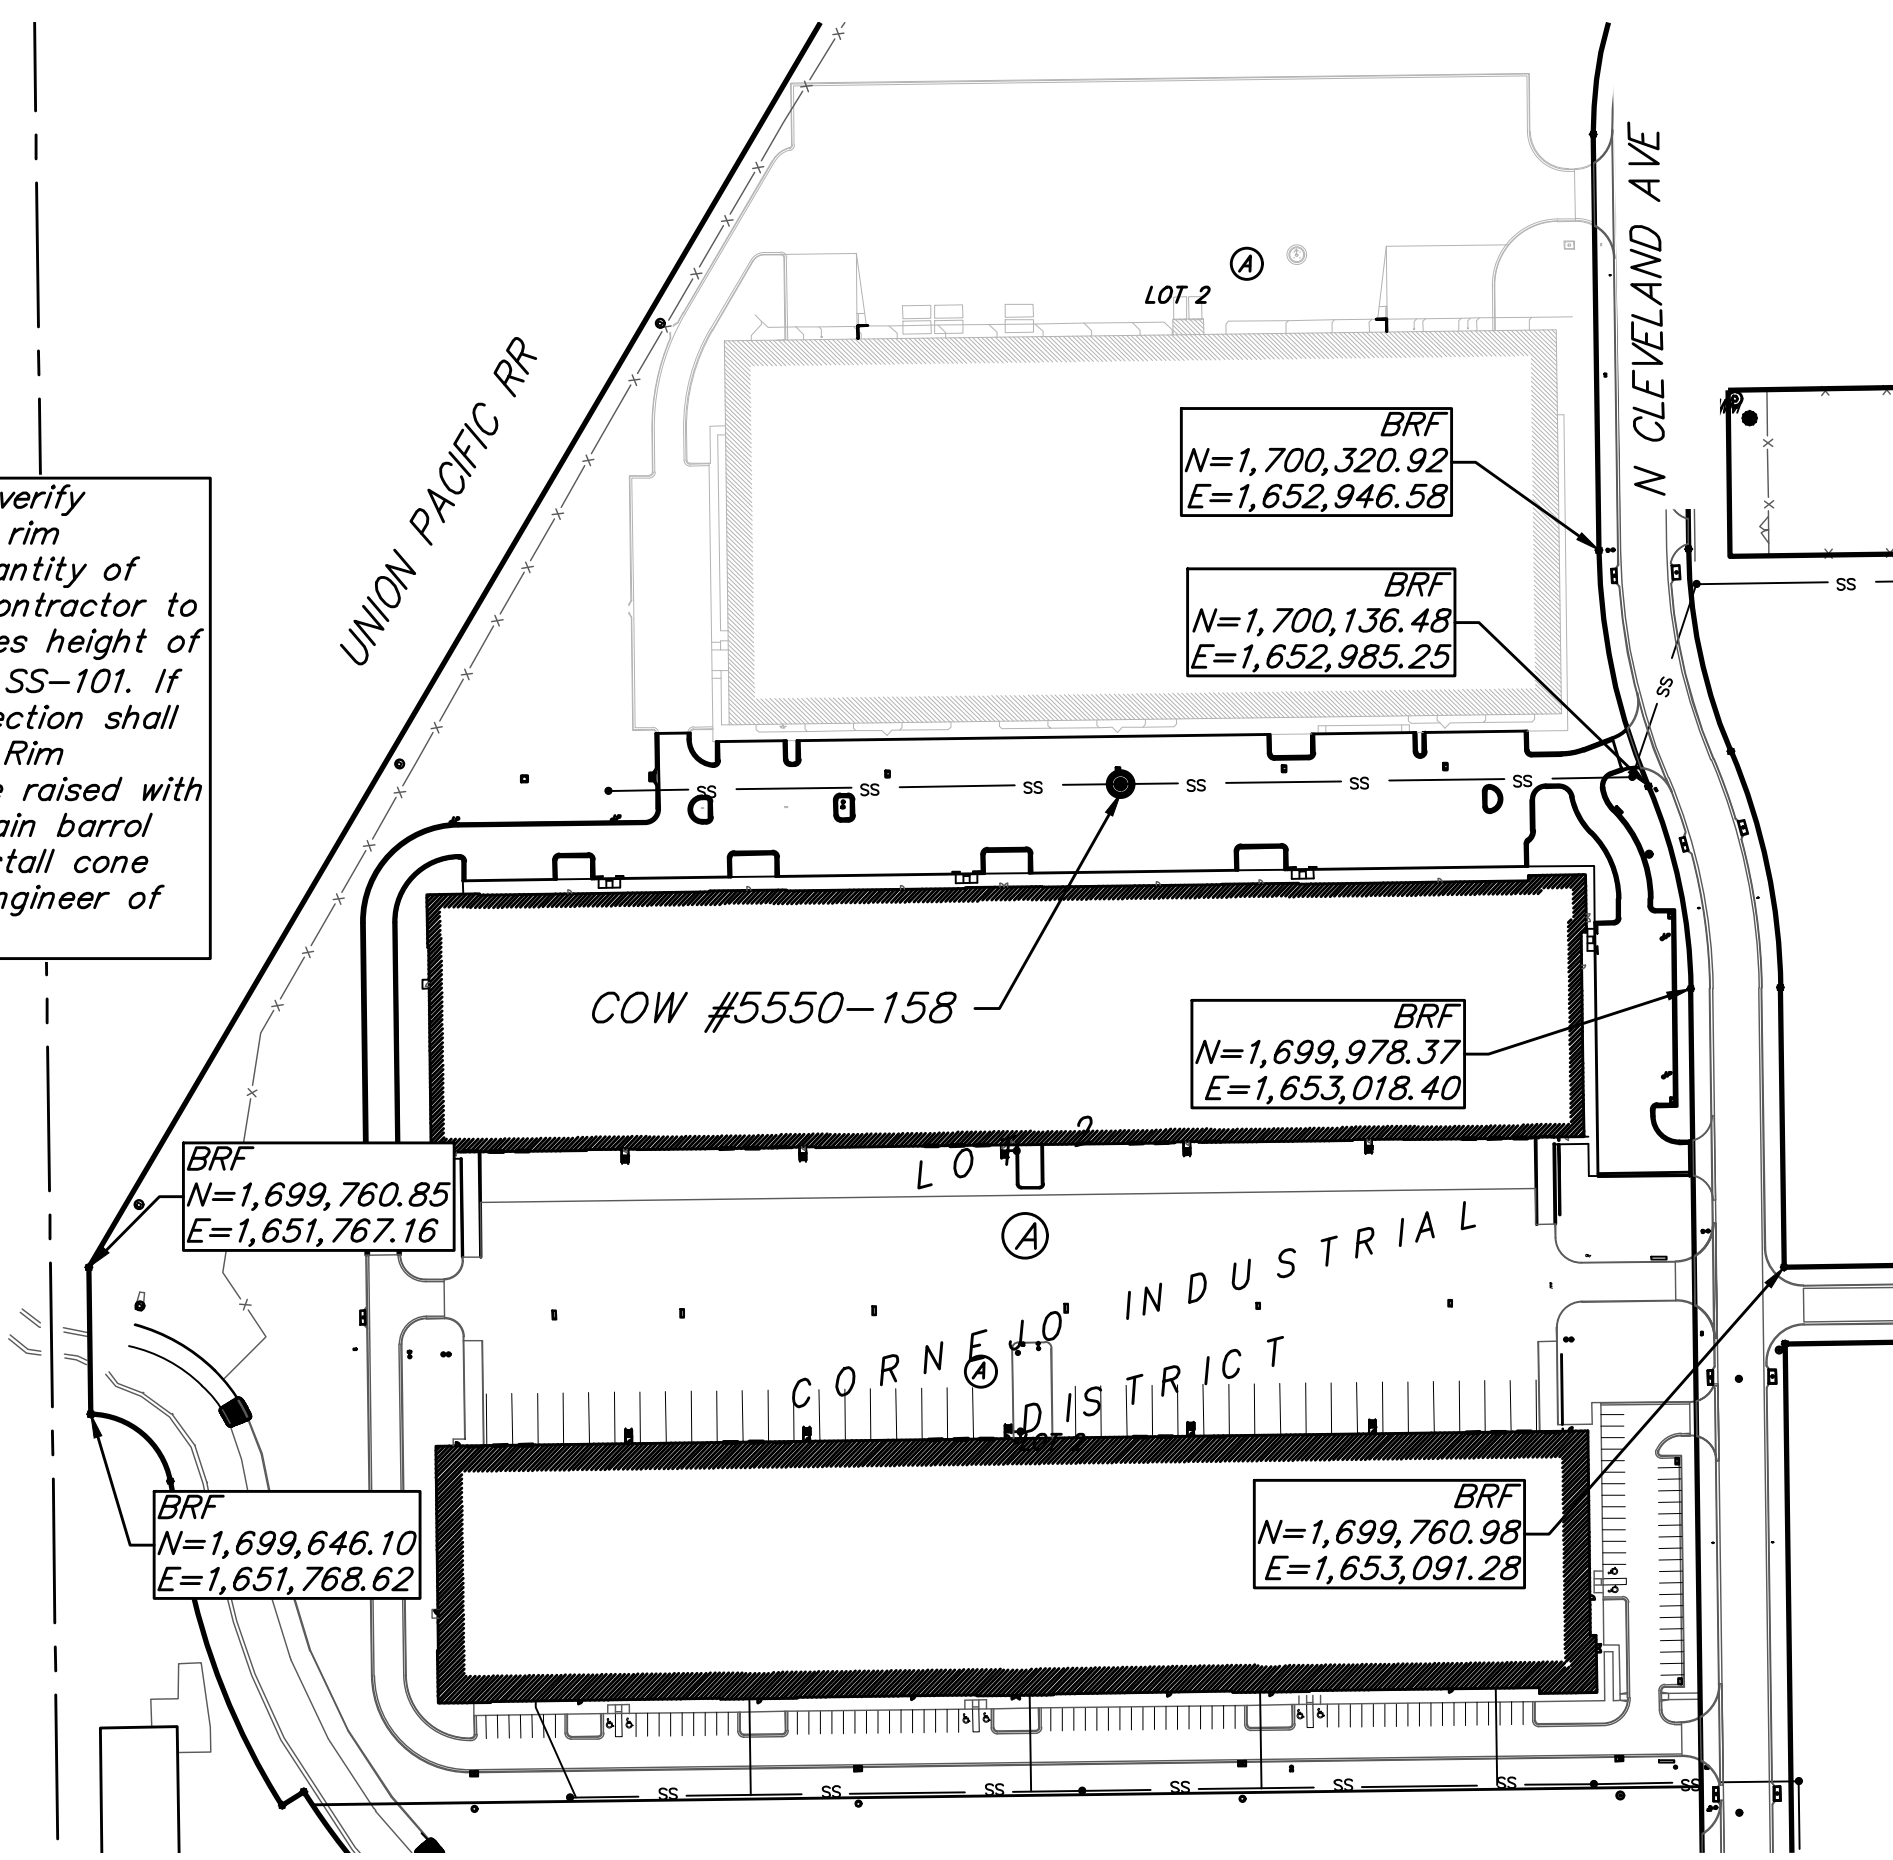 N CLEVELAND AVE
A
LOT 2
UNION PACIFIC RR
BRF
N=1,700,320.92
E=1,652,946.58
BRF
N=1,700,136.48
E=1,652,985.25
verify
rim
antity of
ontractor to
es height of
SS-101. If
ection shall
Rim
e raised with
ain barrol
stall cone
ngineer of
SS
SS
SS SS SS SS SS SS
COW #5550-158
BRF
N=1,699,978.37
E=1,653,018.40
LOT 2
BRF
N=1,699,760.85
E=1,651,767.16
A
CORNEJO INDUSTRIAL
DISTRICT
A
LOT 2
BRF
N=1,699,646.10
E=1,651,768.62
BRF
N=1,699,760.98
E=1,653,091.28
SS SS SS SS SS SS SS